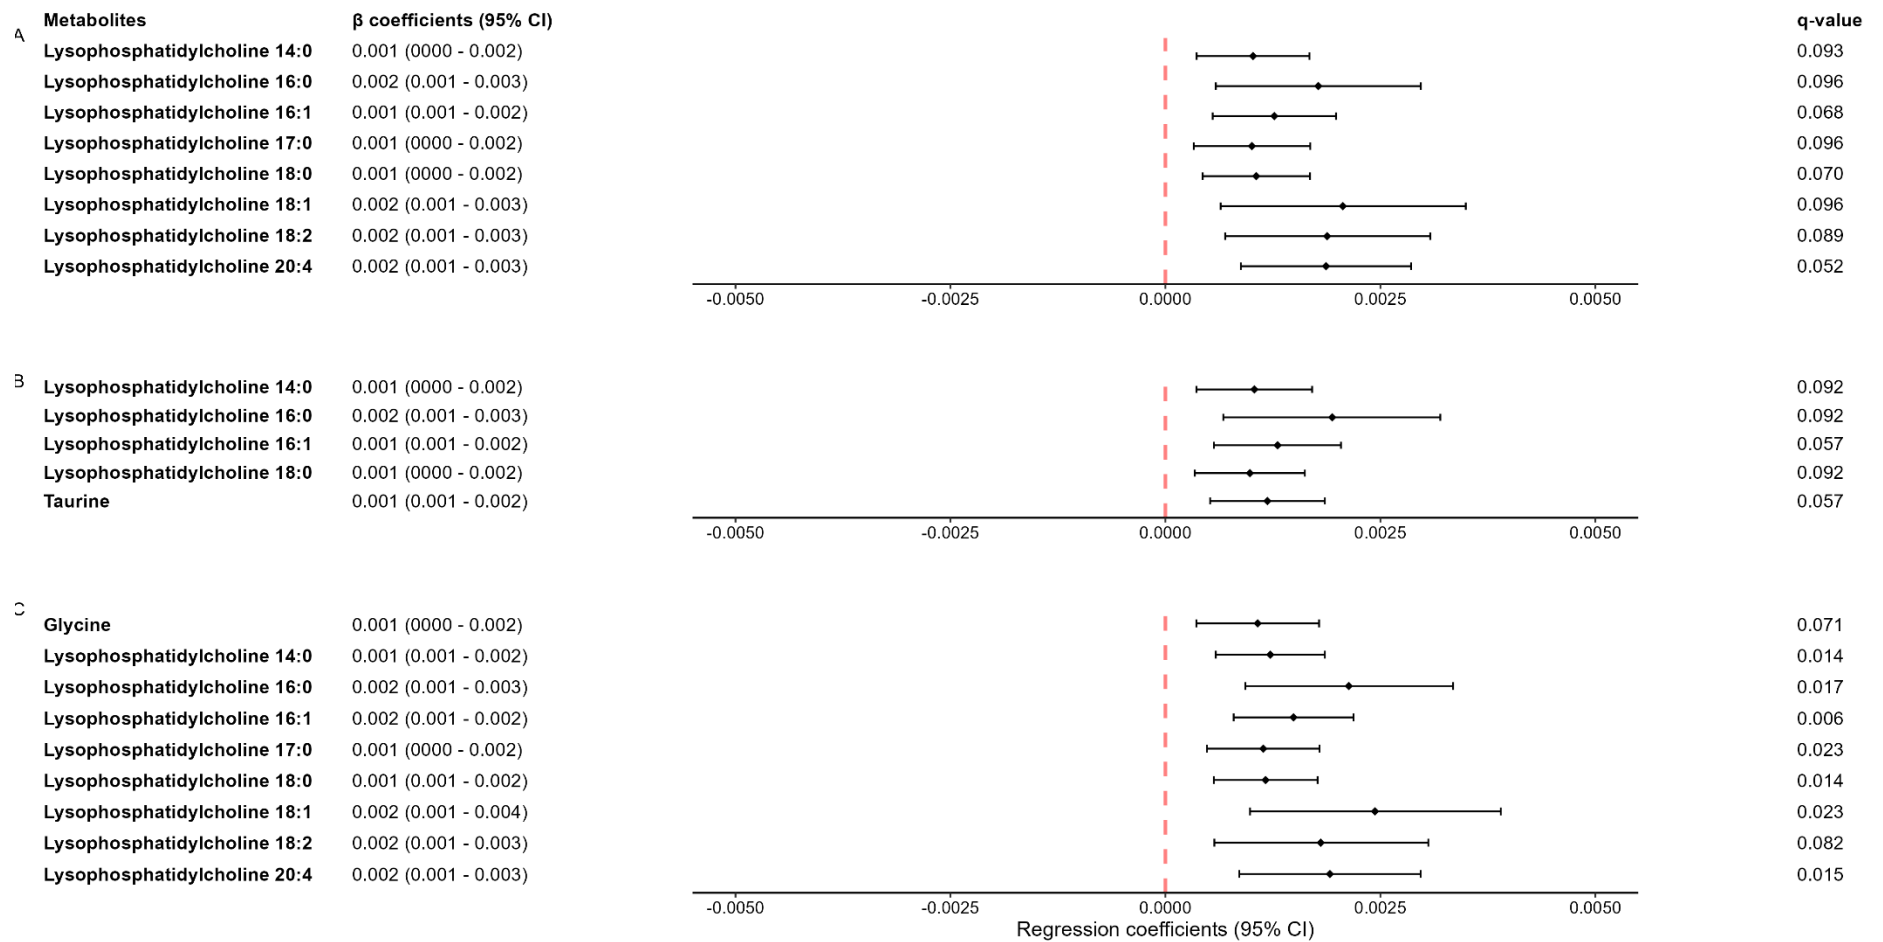 Metabolites β coefficients (95% CI) q-value
A
Lysophosphatidylcholine 14:0 0.001 (0000 - 0.002) 0.093
Lysophosphatidylcholine 16:0 0.002 (0.001 - 0.003) 0.096
Lysophosphatidylcholine 16:1 0.001 (0.001 - 0.002) 0.068
Lysophosphatidylcholine 17:0 0.001 (0000 - 0.002) 0.096
Lysophosphatidylcholine 18:0 0.001 (0000 - 0.002) 0.070
Lysophosphatidylcholine 18:1 0.002 (0.001 - 0.003) 0.096
Lysophosphatidylcholine 18:2 0.002 (0.001 - 0.003) 0.089
Lysophosphatidylcholine 20:4 0.002 (0.001 - 0.003) 0.052
-0.0050 -0.0025 0.0000 0.0025 0.0050
B
Lysophosphatidylcholine 14:0 0.001 (0000 - 0.002) 0.092
Lysophosphatidylcholine 16:0 0.002 (0.001 - 0.003) 0.092
Lysophosphatidylcholine 16:1 0.001 (0.001 - 0.002) 0.057
Lysophosphatidylcholine 18:0 0.001 (0000 - 0.002) 0.092
Taurine 0.001 (0.001 - 0.002) 0.057
-0.0050 -0.0025 0.0000 0.0025 0.0050
C
Glycine 0.001 (0000 - 0.002) 0.071
Lysophosphatidylcholine 14:0 0.001 (0.001 - 0.002) 0.014
Lysophosphatidylcholine 16:0 0.002 (0.001 - 0.003) 0.017
Lysophosphatidylcholine 16:1 0.002 (0.001 - 0.002) 0.006
Lysophosphatidylcholine 17:0 0.001 (0000 - 0.002) 0.023
Lysophosphatidylcholine 18:0 0.001 (0.001 - 0.002) 0.014
Lysophosphatidylcholine 18:1 0.002 (0.001 - 0.004) 0.023
Lysophosphatidylcholine 18:2 0.002 (0.001 - 0.003) 0.082
Lysophosphatidylcholine 20:4 0.002 (0.001 - 0.003) 0.015
-0.0050 -0.0025 0.0000 0.0025 0.0050
Regression coefficients (95% CI)